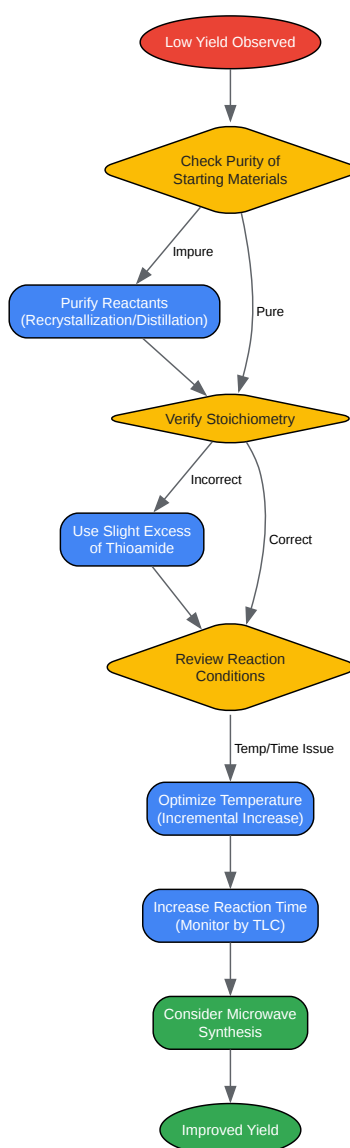 Low Yield Observed
Check Purity of
Starting Materials
Impure
Purify Reactants
(Recrystallization/Distillation)
Pure
Verify Stoichiometry
Incorrect
Use Slight Excess
of Thioamide
Correct
Review Reaction
Conditions
Temp/Time Issue
Optimize Temperature
(Incremental Increase)
Increase Reaction Time
(Monitor by TLC)
Consider Microwave
Synthesis
Improved Yield